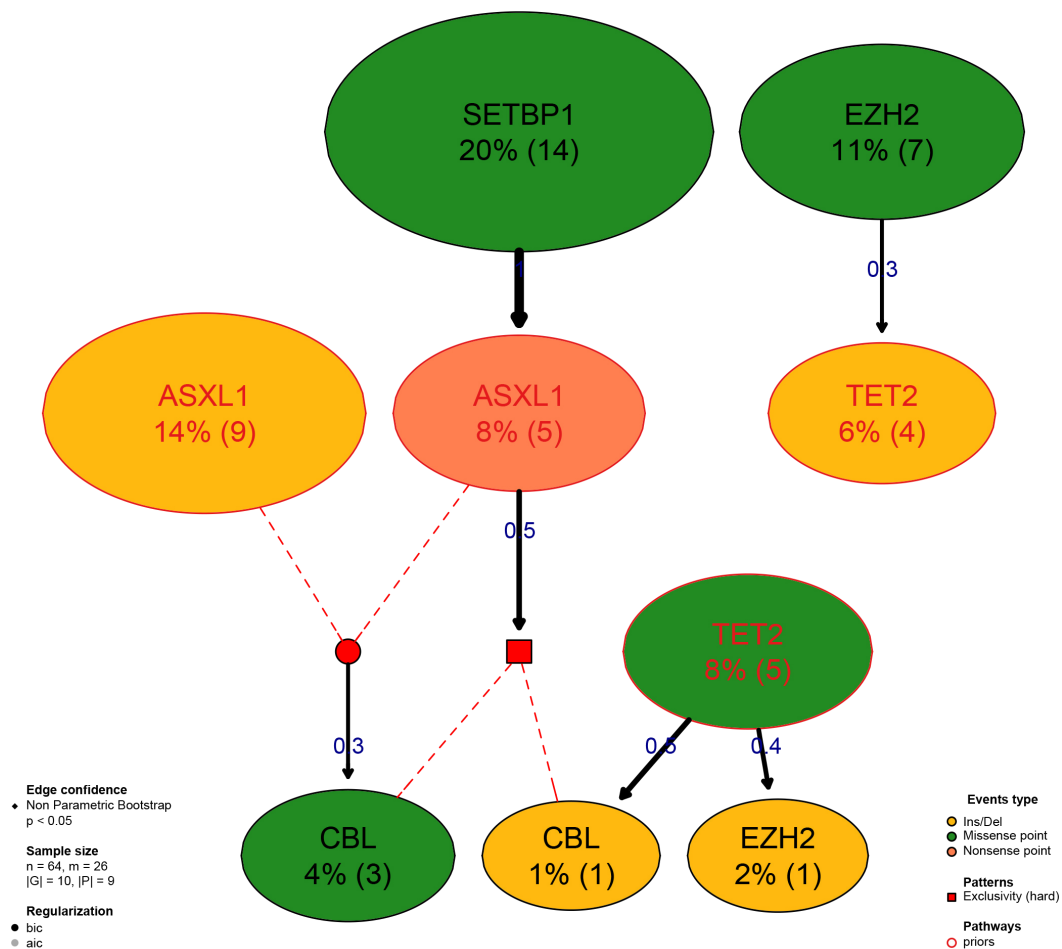 SETBP1
20% (14)
EZH2
11% (7)
1
0.3
ASXL1
14% (9)
ASXL1
8% (5)
TET2
6% (4)
0.5
TET2
8% (5)
0.3
0.5
0.4
CBL
4% (3)
CBL
1% (1)
EZH2
2% (1)
Edge confidence
Non Parametric Bootstrap
p < 0.05
Sample size
n = 64, m = 26
|G| = 10, |P| = 9
Regularization
bic
aic
Events type
Ins/Del
Missense point
Nonsense point
Patterns
Exclusivity (hard)
Pathways
priors